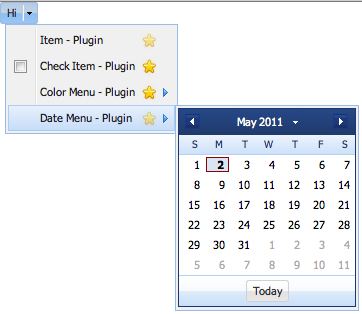 Hi
Item - Plugin
Check Item - Plugin
Color Menu - Plugin
Date Menu - Plugin
May 2011
S M T W T F S
1 2 3 4 5 6 7
8 9 10 11 12 13 14
15 16 17 18 19 20 21
22 23 24 25 26 27 28
29 30 31 1 2 3 4
5 6 7 8 9 10 11
Today